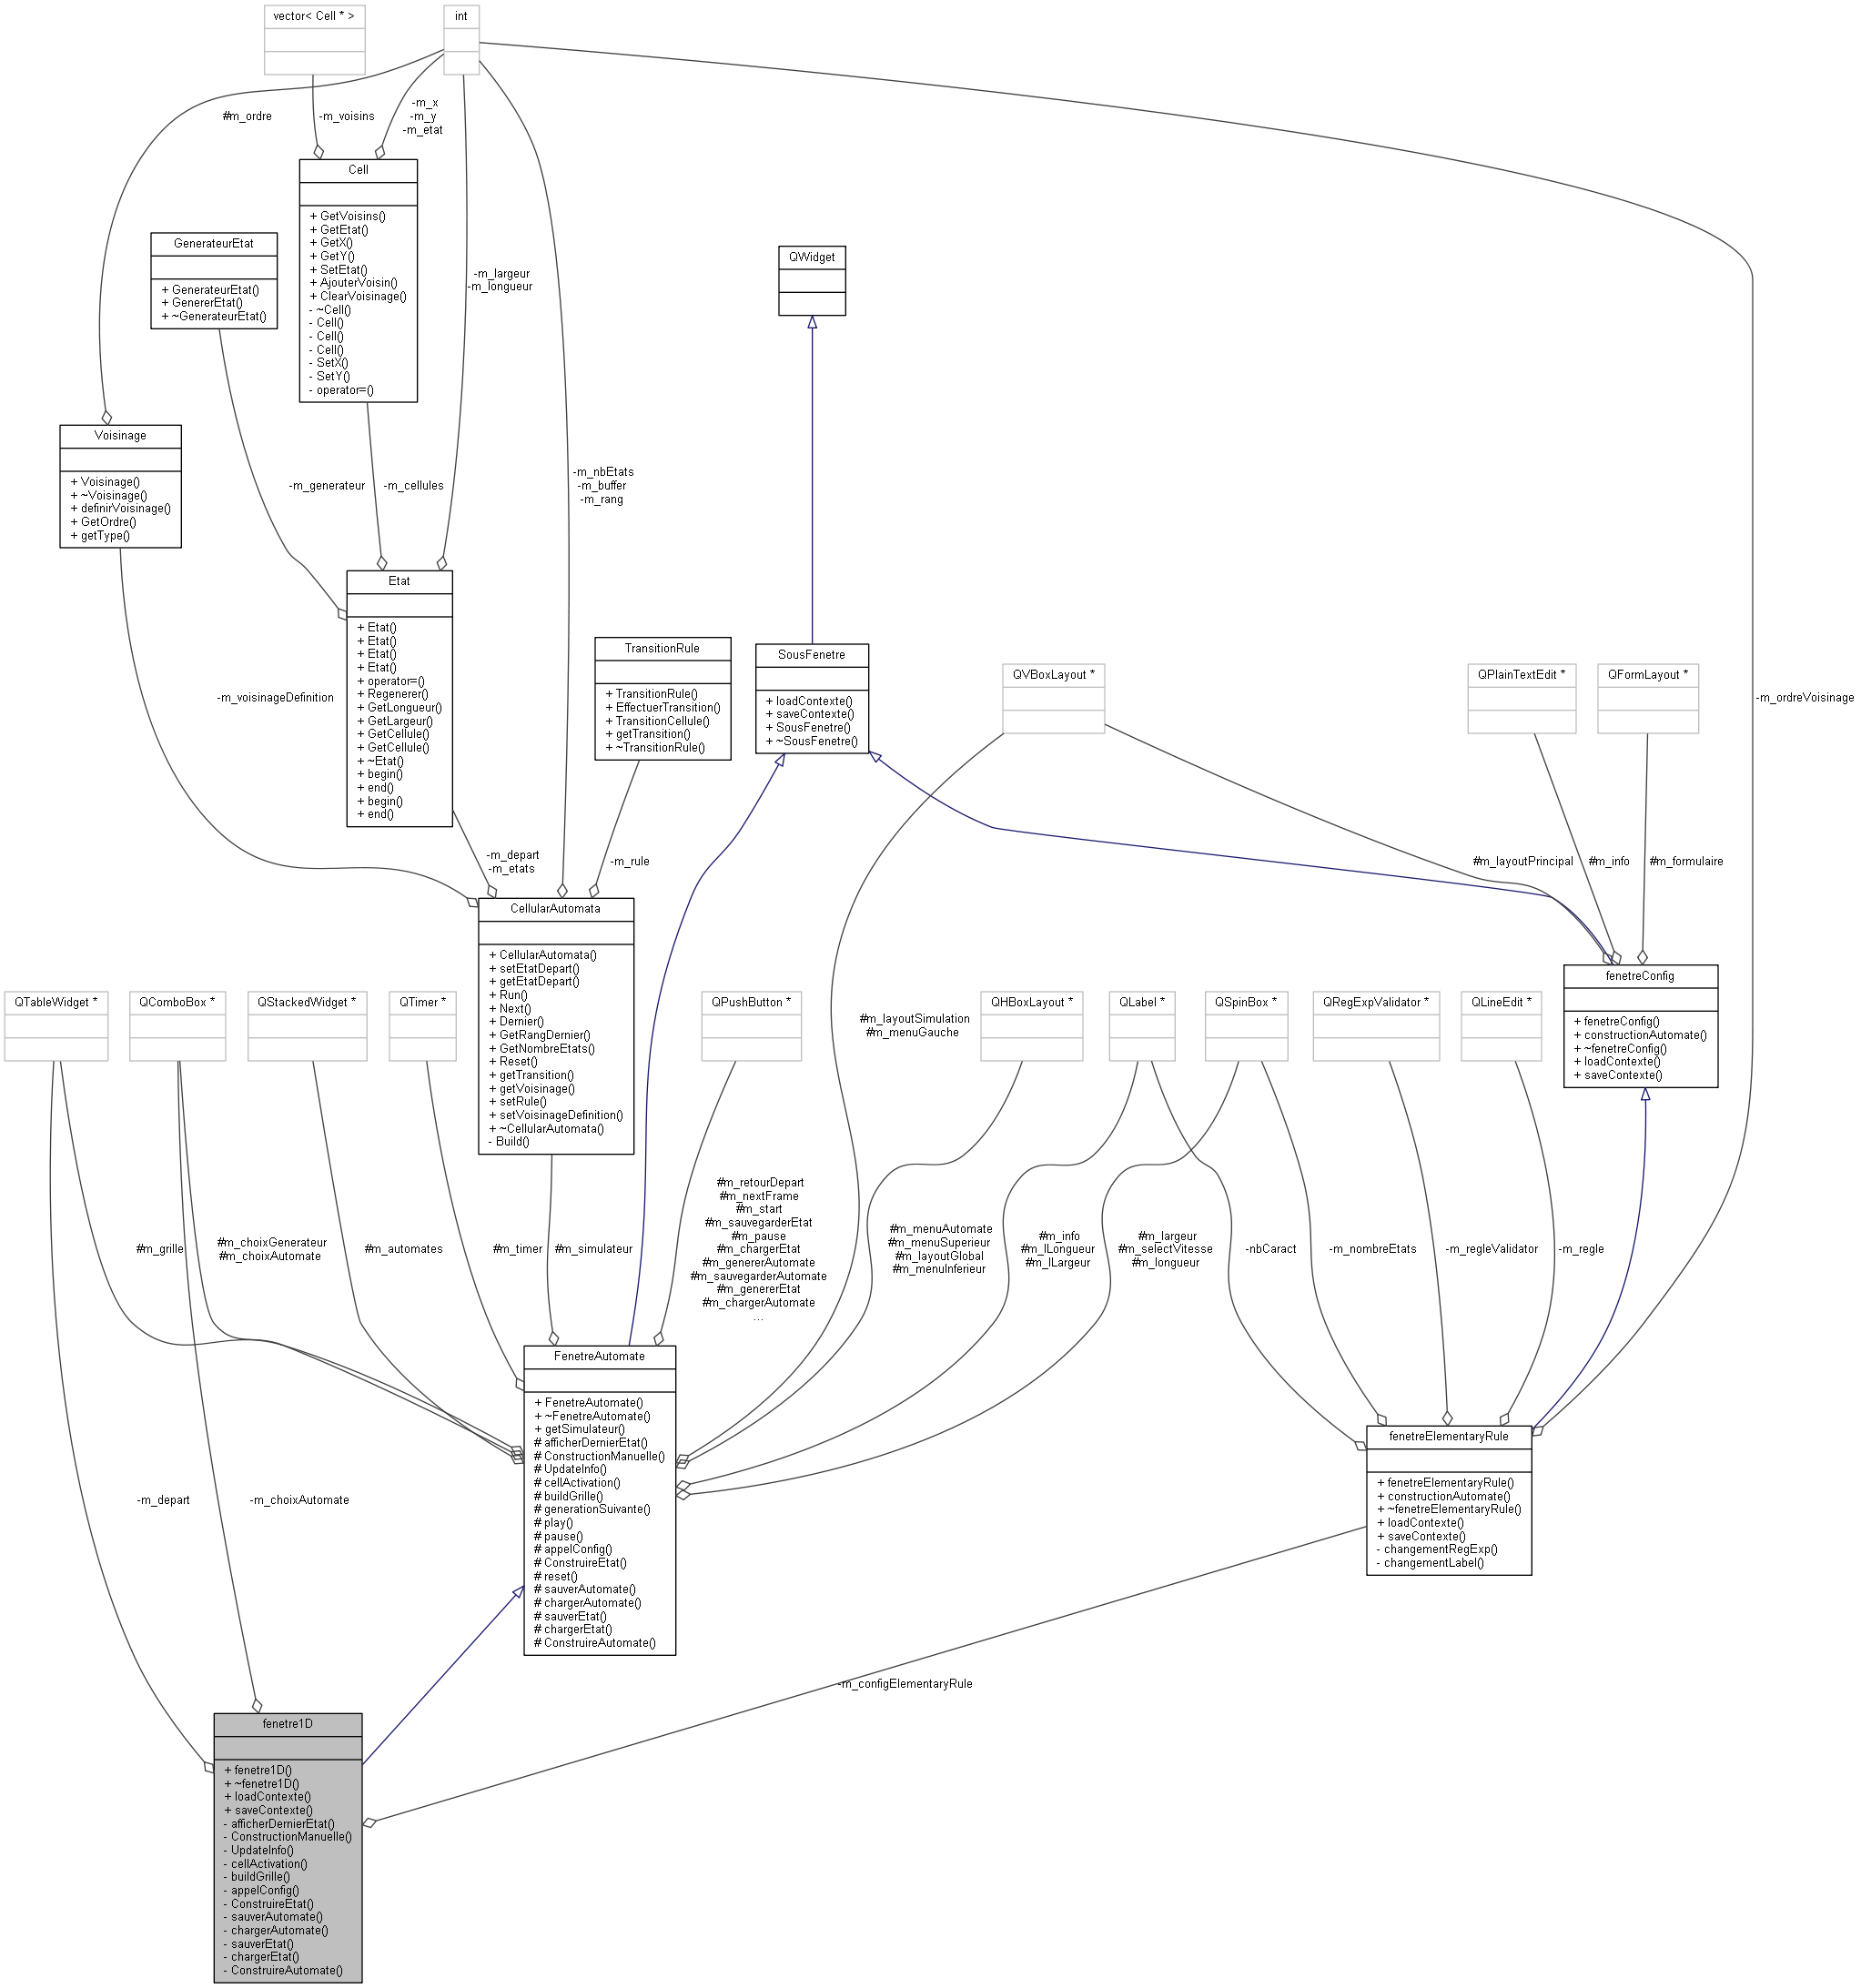 vector< Cell * >
int
#m_ordre
-m_voisins
-m_x
-m_y
-m_etat
Cell
+ GetVoisins()
+ GetEtat()
+ GetX()
+ GetY()
+ SetEtat()
+ AjouterVoisin()
+ ClearVoisinage()
- ~Cell()
- Cell()
- Cell()
- Cell()
- SetX()
- SetY()
- operator=()
GenerateurEtat
+ GenerateurEtat()
+ GenererEtat()
+ ~GenerateurEtat()
-m_largeur
-m_longueur
QWidget
Voisinage
+ Voisinage()
+ ~Voisinage()
+ definirVoisinage()
+ GetOrdre()
+ getType()
-m_generateur
-m_cellules
-m_nbEtats
-m_buffer
-m_rang
Etat
+ Etat()
+ Etat()
+ Etat()
+ Etat()
+ operator=()
+ Regenerer()
+ GetLongueur()
+ GetLargeur()
+ GetCellule()
+ GetCellule()
+ ~Etat()
+ begin()
+ end()
+ begin()
+ end()
-m_voisinageDefinition
TransitionRule
+ TransitionRule()
+ EffectuerTransition()
+ TransitionCellule()
+ getTransition()
+ ~TransitionRule()
SousFenetre
+ loadContexte()
+ saveContexte()
+ SousFenetre()
+ ~SousFenetre()
QVBoxLayout *
QPlainTextEdit *
QFormLayout *
-m_ordreVoisinage
-m_depart
-m_etats
-m_rule
#m_layoutPrincipal
#m_info
#m_formulaire
CellularAutomata
+ CellularAutomata()
+ setEtatDepart()
+ getEtatDepart()
+ Run()
+ Next()
+ Dernier()
+ GetRangDernier()
+ GetNombreEtats()
+ Reset()
+ getTransition()
+ getVoisinage()
+ setRule()
+ setVoisinageDefinition()
+ ~CellularAutomata()
- Build()
fenetreConfig
+ fenetreConfig()
+ constructionAutomate()
+ ~fenetreConfig()
+ loadContexte()
+ saveContexte()
QTableWidget *
QComboBox *
QStackedWidget *
QTimer *
QPushButton *
#m_layoutSimulation
#m_menuGauche
QHBoxLayout *
QLabel *
QSpinBox *
QRegExpValidator *
QLineEdit *
#m_grille
#m_choixGenerateur
#m_choixAutomate
#m_automates
#m_timer
#m_simulateur
#m_retourDepart
#m_nextFrame
#m_start
#m_sauvegarderEtat
#m_pause
#m_chargerEtat
#m_genererAutomate
#m_sauvegarderAutomate
#m_genererEtat
#m_chargerAutomate
...
#m_menuAutomate
#m_menuSuperieur
#m_layoutGlobal
#m_menuInferieur
#m_info
#m_lLongueur
#m_lLargeur
#m_largeur
#m_selectVitesse
#m_longueur
-nbCaract
-m_nombreEtats
-m_regleValidator
-m_regle
FenetreAutomate
+ FenetreAutomate()
+ ~FenetreAutomate()
+ getSimulateur()
# afficherDernierEtat()
# ConstructionManuelle()
# UpdateInfo()
# cellActivation()
# buildGrille()
# generationSuivante()
# play()
# pause()
# appelConfig()
# ConstruireEtat()
# reset()
# sauverAutomate()
# chargerAutomate()
# sauverEtat()
# chargerEtat()
# ConstruireAutomate()
fenetreElementaryRule
+ fenetreElementaryRule()
+ constructionAutomate()
+ ~fenetreElementaryRule()
+ loadContexte()
+ saveContexte()
- changementRegExp()
- changementLabel()
-m_depart
-m_choixAutomate
-m_configElementaryRule
fenetre1D
+ fenetre1D()
+ ~fenetre1D()
+ loadContexte()
+ saveContexte()
- afficherDernierEtat()
- ConstructionManuelle()
- UpdateInfo()
- cellActivation()
- buildGrille()
- appelConfig()
- ConstruireEtat()
- sauverAutomate()
- chargerAutomate()
- sauverEtat()
- chargerEtat()
- ConstruireAutomate()